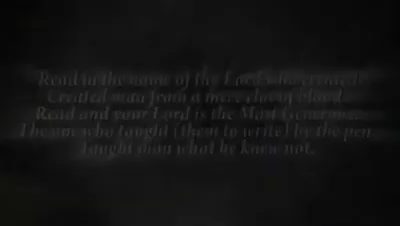 Read in the name of thy Lord who created
Created man from a mere clot of blood.
Read and your Lord is the Most Generous
The one who taught (them to write) by the pen
Taught man what he knew not.